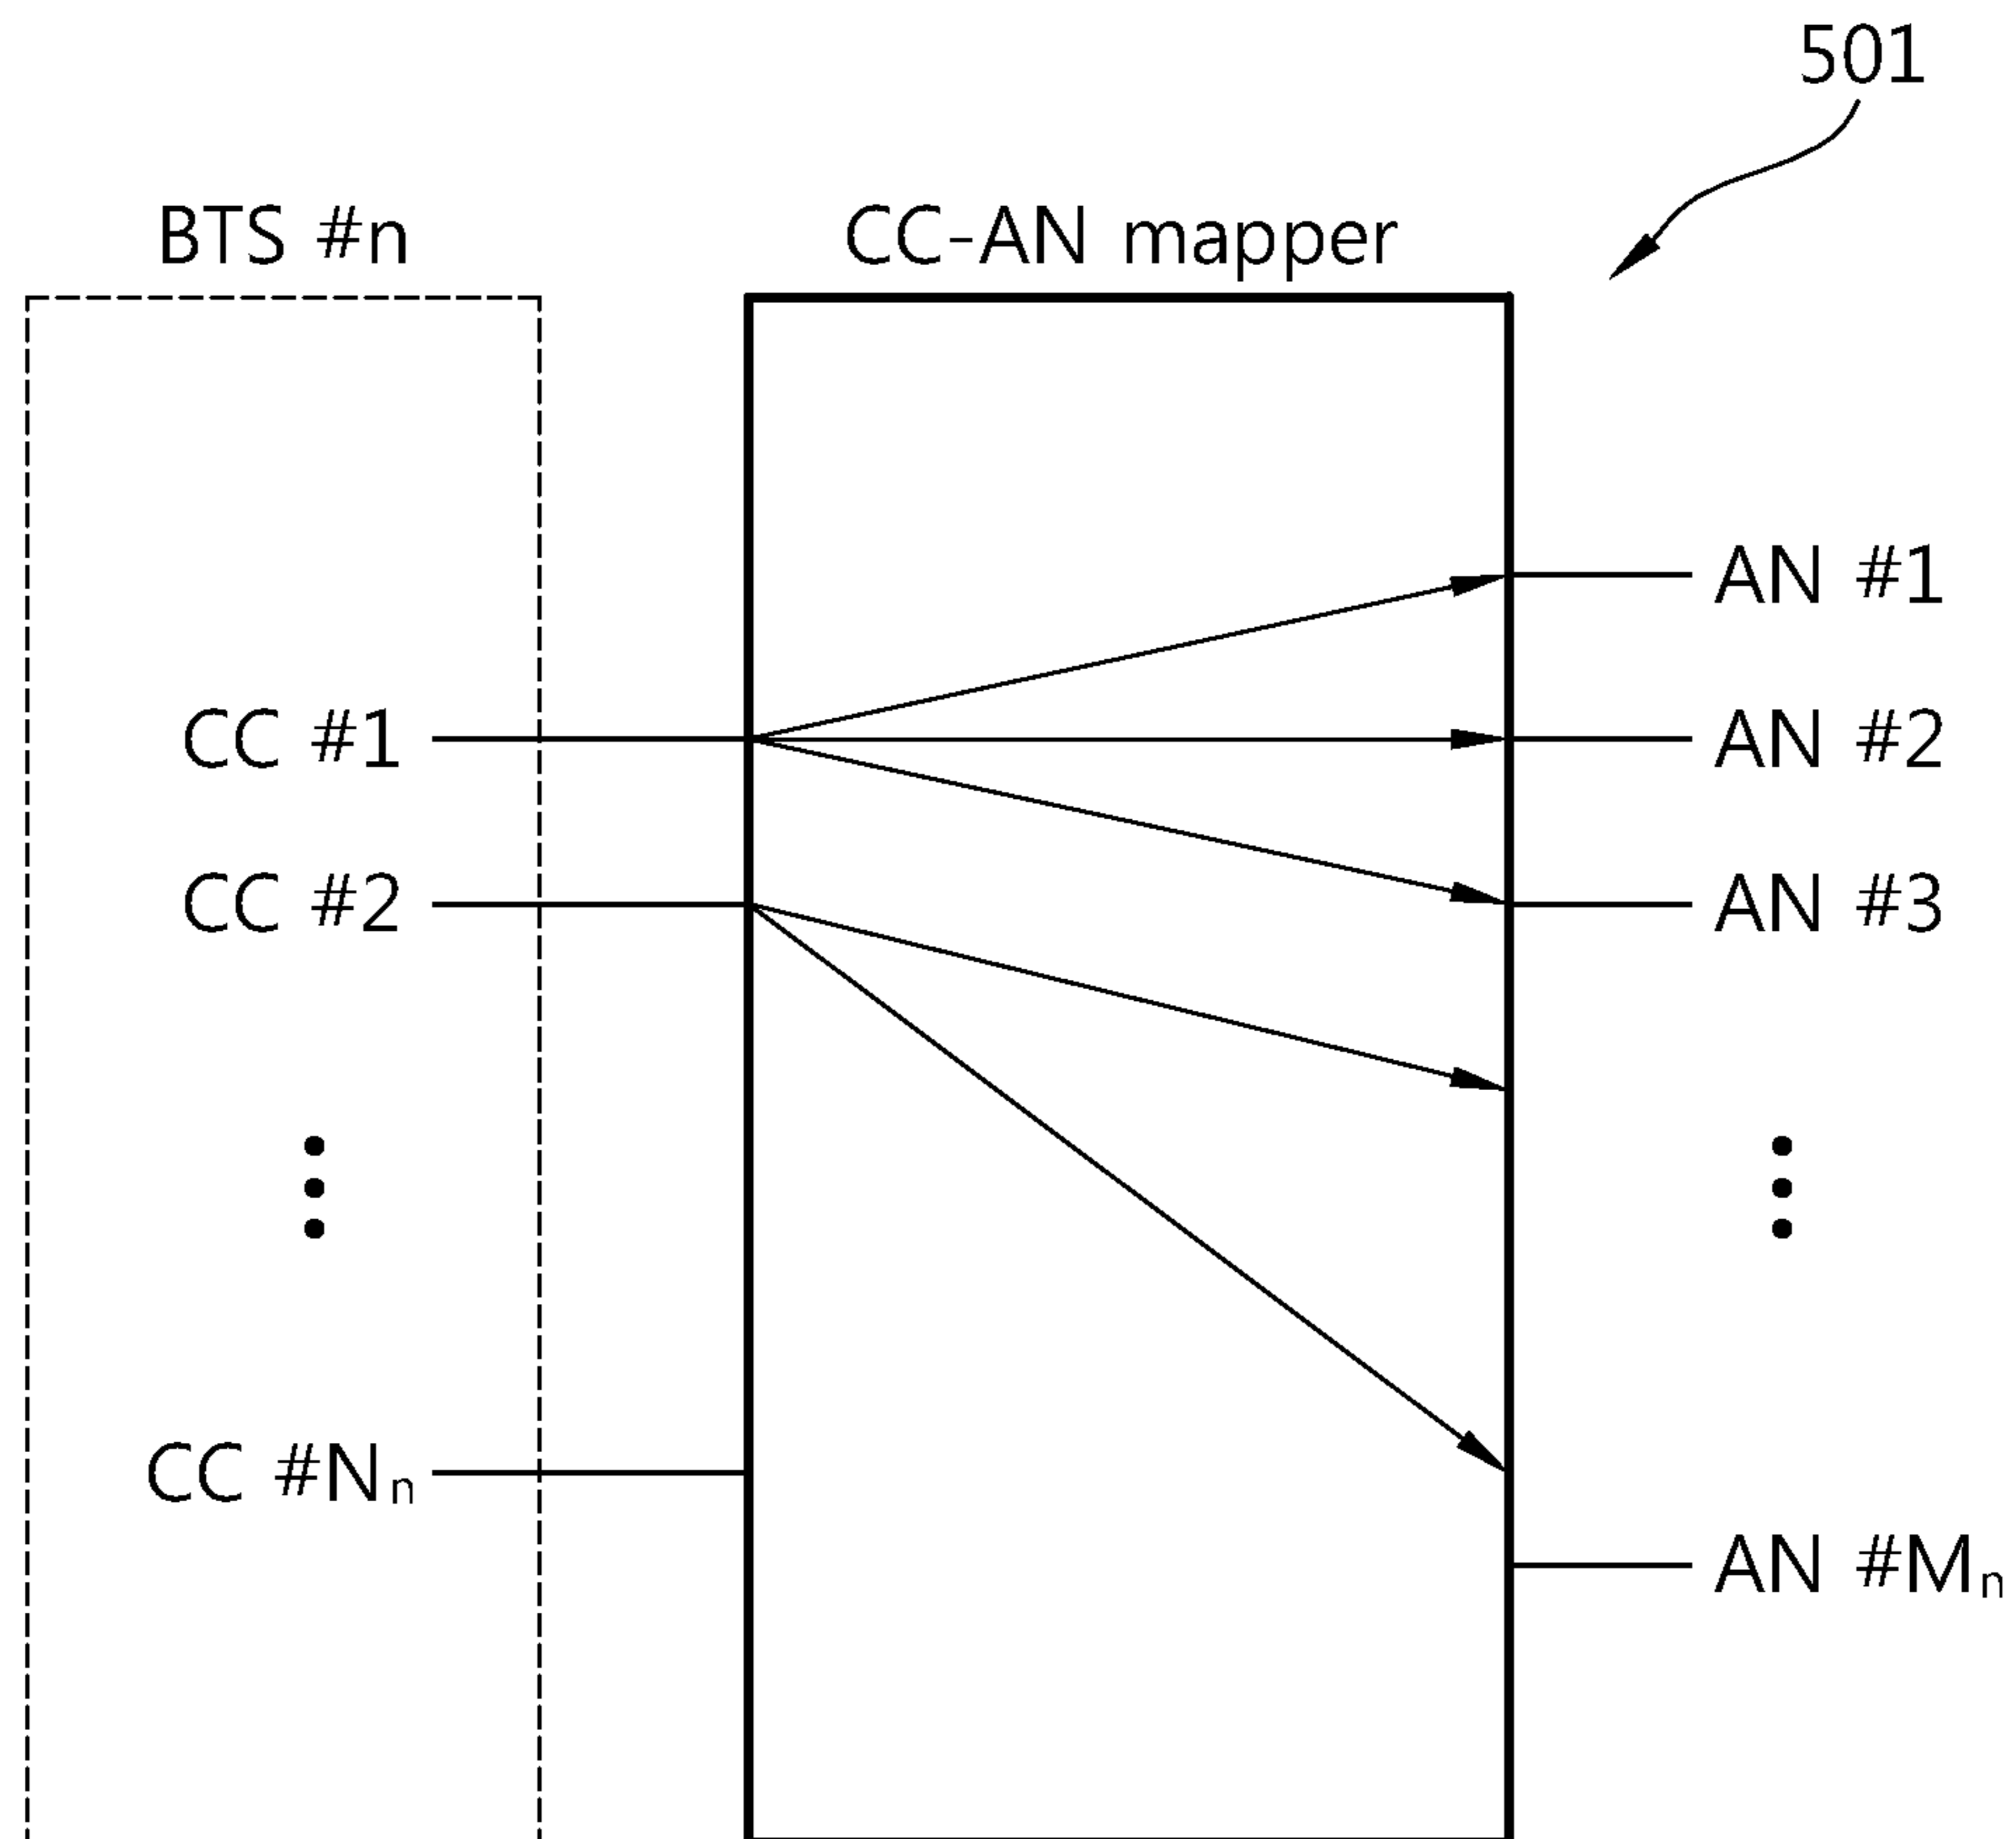 501
BTS #n
CC-AN mapper
AN #1
CC #1
AN #2
CC #2
AN #3
CC #Nₙ
AN #Mₙ